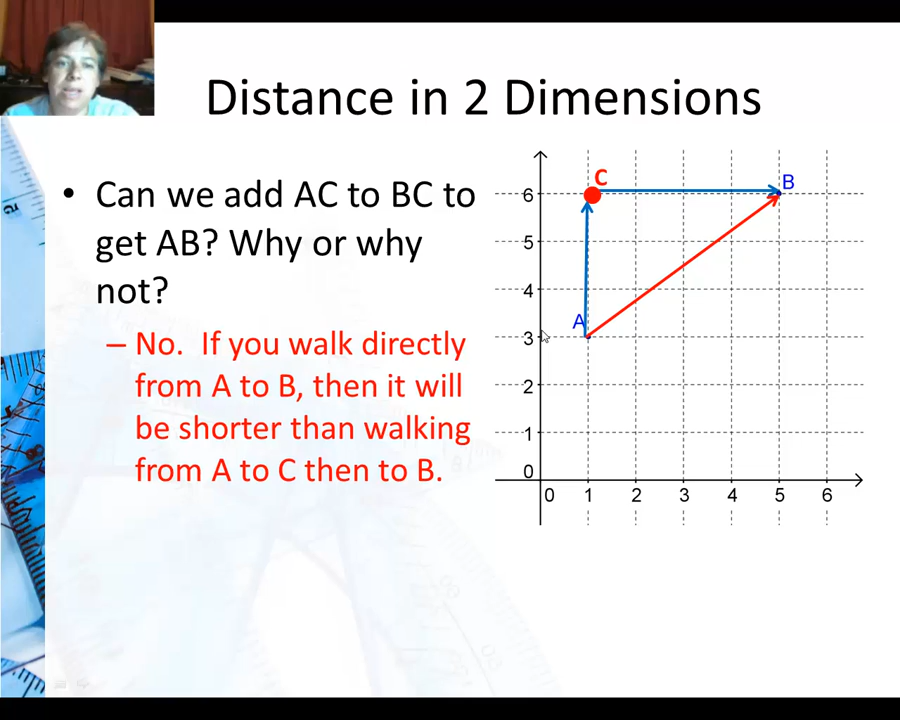 Distance in 2 Dimensions
• Can we add AC to BC to
get AB? Why or why
not?
– No. If you walk directly
from A to B, then it will
be shorter than walking
from A to C then to B.
C
B
6
5
4
A
3
2
1
0
0 1 2 3 4 5 6